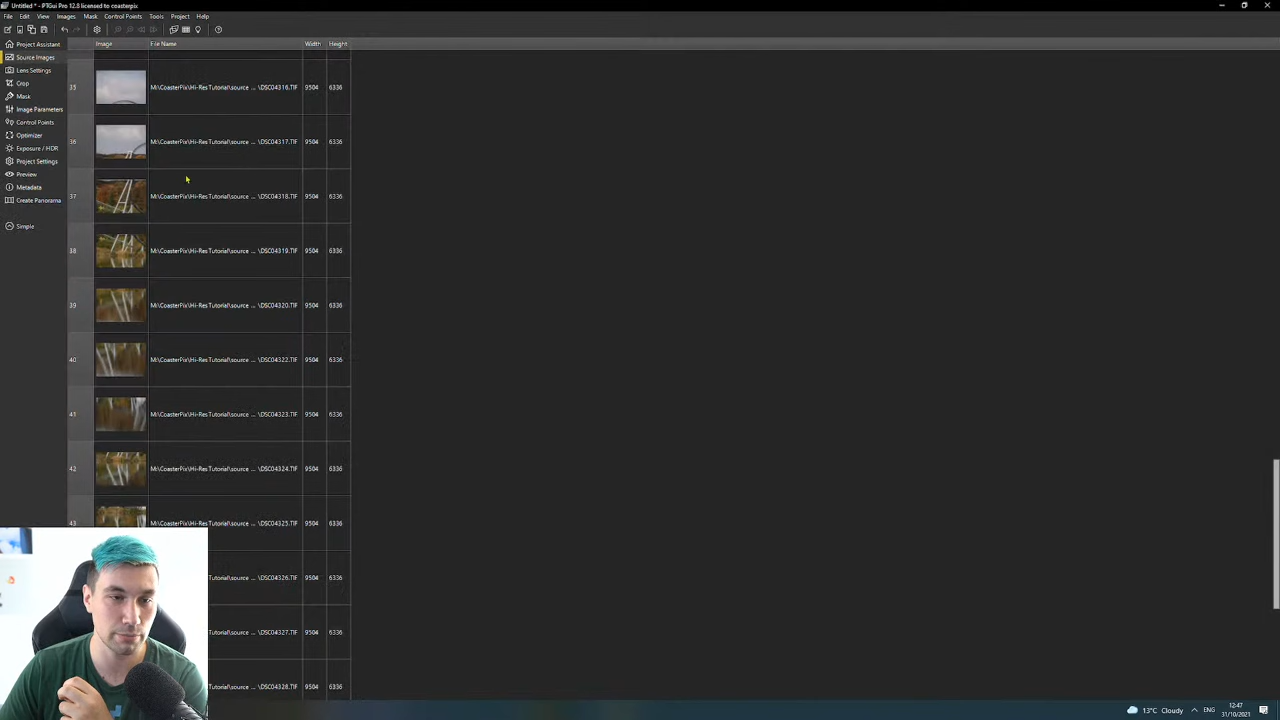 Untitled * - PTGui Pro 12.8 licensed to coasterpix
File Edit View Images Mask Control Points Tools Project Help
Project Assistant
Source Images
Lens Settings
Crop
Mask
Image Parameters
Control Points
Optimizer
Exposure / HDR
Project Settings
Preview
Metadata
Create Panorama
Simple
Image File Name Width Height
35 M:\CoasterPix\Hi-Res Tutorial\source ... \DSC04316.TIF 9504 6336
36 M:\CoasterPix\Hi-Res Tutorial\source ... \DSC04317.TIF 9504 6336
37 M:\CoasterPix\Hi-Res Tutorial\source ... \DSC04318.TIF 9504 6336
38 M:\CoasterPix\Hi-Res Tutorial\source ... \DSC04319.TIF 9504 6336
39 M:\CoasterPix\Hi-Res Tutorial\source ... \DSC04320.TIF 9504 6336
40 M:\CoasterPix\Hi-Res Tutorial\source ... \DSC04322.TIF 9504 6336
41 M:\CoasterPix\Hi-Res Tutorial\source ... \DSC04323.TIF 9504 6336
42 M:\CoasterPix\Hi-Res Tutorial\source ... \DSC04324.TIF 9504 6336
43 M:\CoasterPix\Hi-Res Tutorial\source ... \DSC04325.TIF 9504 6336
Hi-Res Tutorial\source ... \DSC04326.TIF 9504 6336
Hi-Res Tutorial\source ... \DSC04327.TIF 9504 6336
Hi-Res Tutorial\source ... \DSC04328.TIF 9504 6336
13°C Cloudy ENG 12:47
31/10/2021